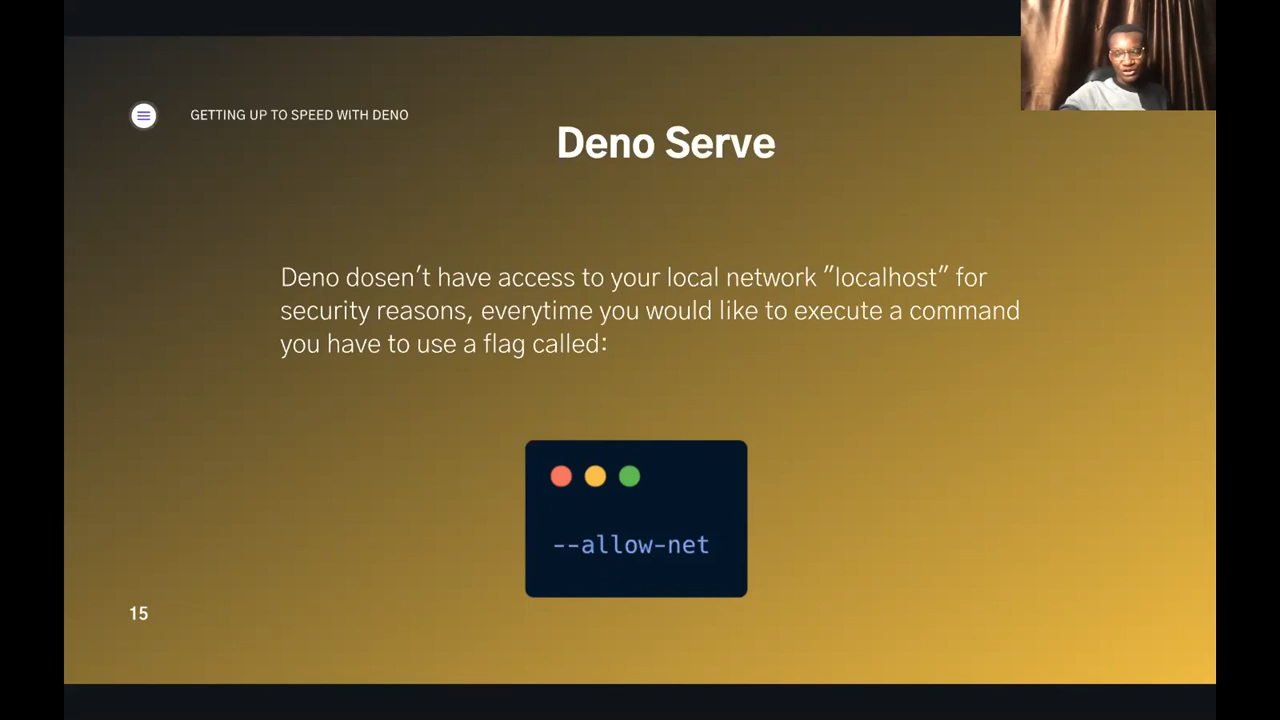 GETTING UP TO SPEED WITH DENO
Deno Serve
Deno dosen't have access to your local network "localhost" for
security reasons, everytime you would like to execute a command
you have to use a flag called:
--allow-net
15